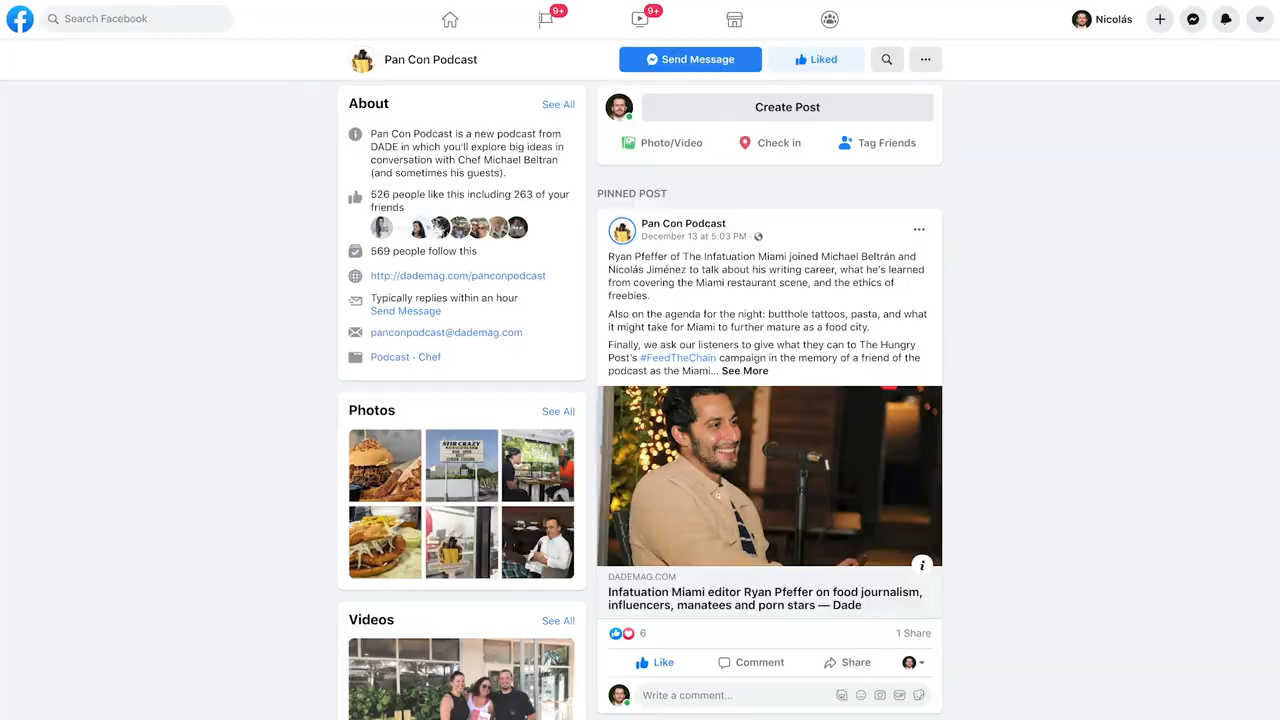 Search Facebook
9+
9+
Nicolás
Pan Con Podcast
Send Message
Liked
About
See All
Pan Con Podcast is a new podcast from
DADE in which you'll explore big ideas in
conversation with Chef Michael Beltran
(and sometimes his guests).
526 people like this including 263 of your
friends
569 people follow this
http://dademag.com/panconpodcast
Typically replies within an hour
Send Message
panconpodcast@dademag.com
Podcast · Chef
Photos
See All
STIR CRAZY
Videos
See All
Create Post
Photo/Video
Check in
Tag Friends
PINNED POST
Pan Con Podcast
December 13 at 5:03 PM ·
Ryan Pfeffer of The Infatuation Miami joined Michael Beltrán and
Nicolás Jiménez to talk about his writing career, what he's learned
from covering the Miami restaurant scene, and the ethics of
freebies.
Also on the agenda for the night: butthole tattoos, pasta, and what
it might take for Miami to further mature as a food city.
Finally, we ask our listeners to give what they can to The Hungry
Post's #FeedTheChain campaign in the memory of a friend of the
podcast as the Miami... See More
DADEMAG.COM
Infatuation Miami editor Ryan Pfeffer on food journalism,
influencers, manatees and porn stars — Dade
6
1 Share
Like
Comment
Share
Write a comment...
GIF